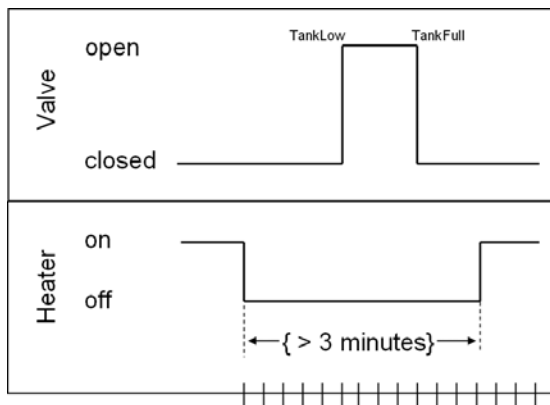 Valve
open
TankLow
TankFull
closed
Heater
on
off
{ > 3 minutes}